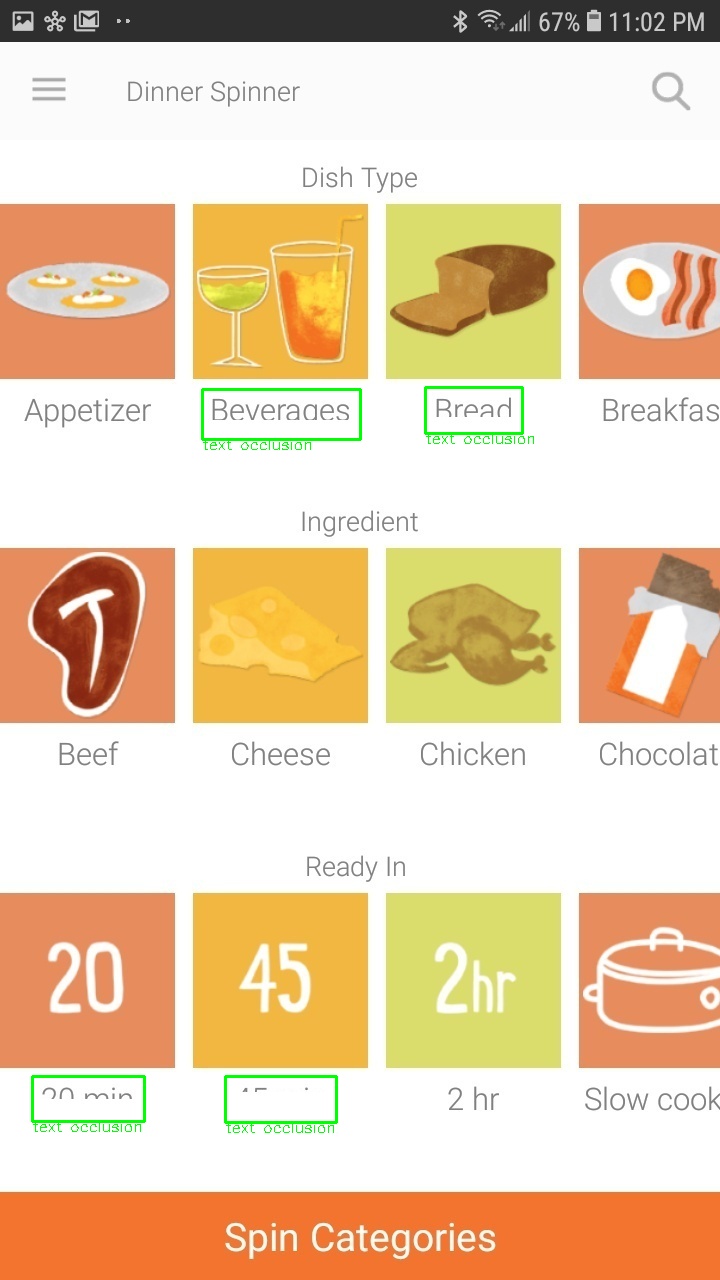 67% 11:02 PM
Dinner Spinner
Dish Type
Appetizer Beverages Bread Breakfas
text occlusion text occlusion
Ingredient
T
Beef Cheese Chicken Chocolat
Ready In
20 45 2hr
20 min 2 hr Slow cook
text occlusion text occlusion
Spin Categories